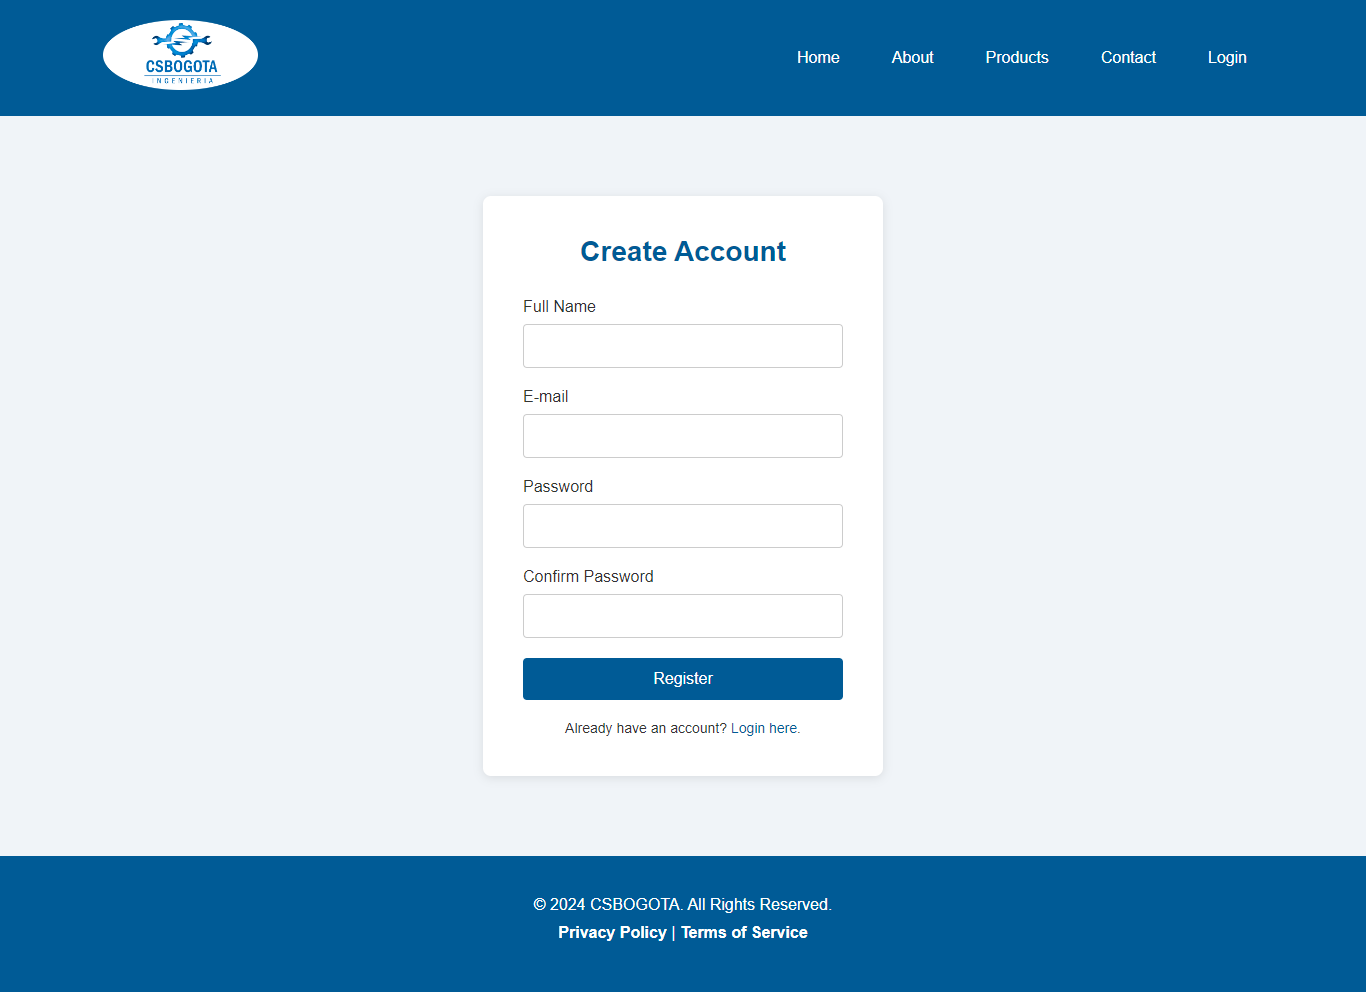 CSBOGOTA
INGENIERIA
Home About Products Contact Login
Create Account
Full Name
E-mail
Password
Confirm Password
Register
Already have an account? Login here.
© 2024 CSBOGOTA. All Rights Reserved.
Privacy Policy | Terms of Service